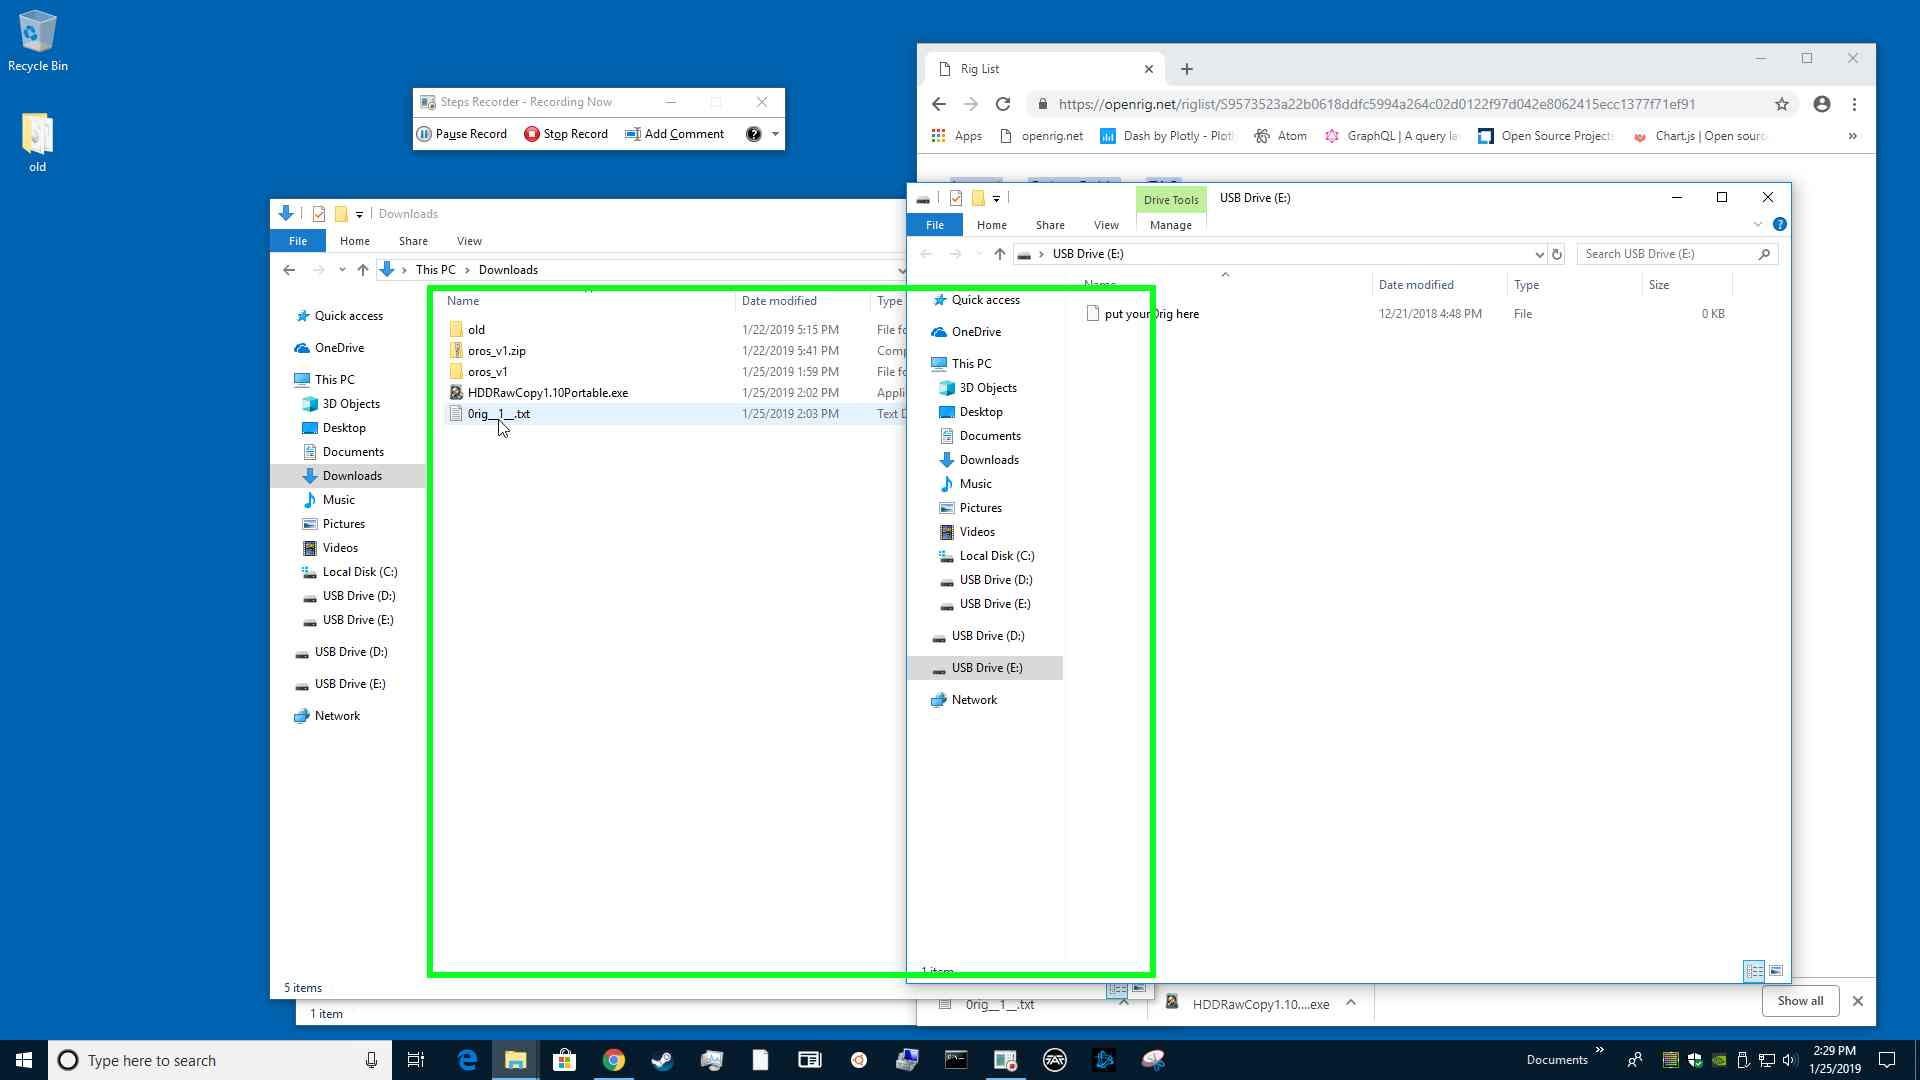 Recycle Bin
old
Steps Recorder - Recording Now
Pause Record
Stop Record
Add Comment
Rig List
https://openrig.net/riglist/S9573523a22b0618ddfc5994a264c02d0122f97d042e8062415ecc1377f71ef91
Apps
openrig.net
Dash by Plotly - Plotl
Atom
GraphQL | A query la
Open Source Projects
Chart.js | Open sourc
Downloads
File
Home
Share
View
This PC
Downloads
Quick access
OneDrive
This PC
3D Objects
Desktop
Documents
Downloads
Music
Pictures
Videos
Local Disk (C:)
USB Drive (D:)
USB Drive (E:)
USB Drive (D:)
USB Drive (E:)
Network
Name
Date modified
Type
old
1/22/2019 5:15 PM
File fo
oros_v1.zip
1/22/2019 5:41 PM
Comp
oros_v1
1/25/2019 1:59 PM
File fo
HDDRawCopy1.10Portable.exe
1/25/2019 2:02 PM
Appli
0rig__1__.txt
1/25/2019 2:03 PM
Text D
5 items
1 item
Drive Tools
USB Drive (E:)
File
Home
Share
View
Manage
USB Drive (E:)
Search USB Drive (E:)
Quick access
OneDrive
This PC
3D Objects
Desktop
Documents
Downloads
Music
Pictures
Videos
Local Disk (C:)
USB Drive (D:)
USB Drive (E:)
USB Drive (D:)
USB Drive (E:)
Network
Name
Date modified
Type
Size
put your 0rig here
12/21/2018 4:48 PM
File
0 KB
1 item
0rig__1__.txt
HDDRawCopy1.10....exe
Show all
Type here to search
Documents
2:29 PM
1/25/2019